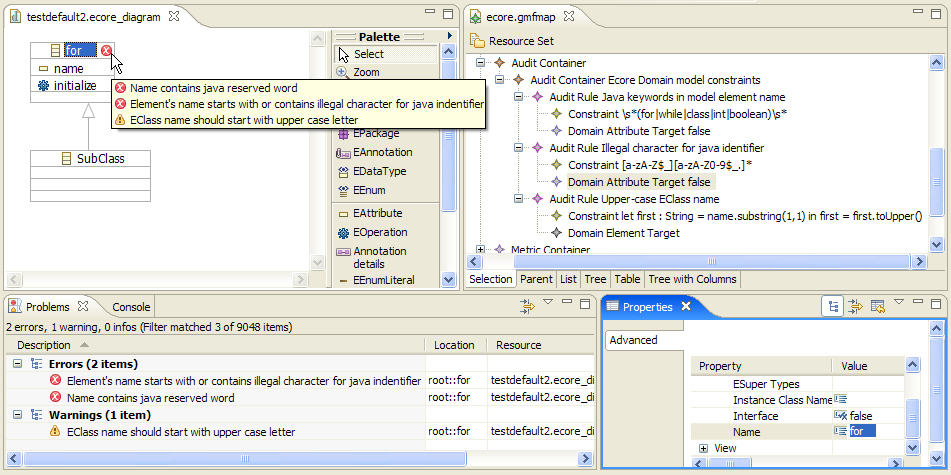 testdefault2.ecore_diagram
for
name
initialize
SubClass
Name contains java reserved word
Element's name starts with or contains illegal character for java indentifier
EClass name should start with upper case letter
Palette
Select
Zoom
EPackage
EAnnotation
EDataType
EEnum
EAttribute
EOperation
Annotation
details
EEnumLiteral
ecore.gmfmap
Resource Set
Audit Container
Audit Container Ecore Domain model constraints
Audit Rule Java keywords in model element name
Constraint \s*(for|while|class|int|boolean)\s*
Domain Attribute Target false
Audit Rule Illegal character for java identifier
Constraint [a-zA-Z$_][a-zA-Z0-9$_.]*
Domain Attribute Target false
Audit Rule Upper-case EClass name
Constraint let first : String = name.substring(1,1) in first = first.toUpper()
Domain Element Target
Metric Container
Selection Parent List Tree Table Tree with Columns
Problems Console
2 errors, 1 warning, 0 infos (Filter matched 3 of 9048 items)
Description Location Resource
Errors (2 items)
Element's name starts with or contains illegal character for java indentifier root::for testdefault2.ecore_di
Name contains java reserved word root::for testdefault2.ecore_di
Warnings (1 item)
EClass name should start with upper case letter root::for testdefault2.ecore_di
Properties
Advanced
Property Value
ESuper Types
Instance Class Name
Interface false
Name for
View